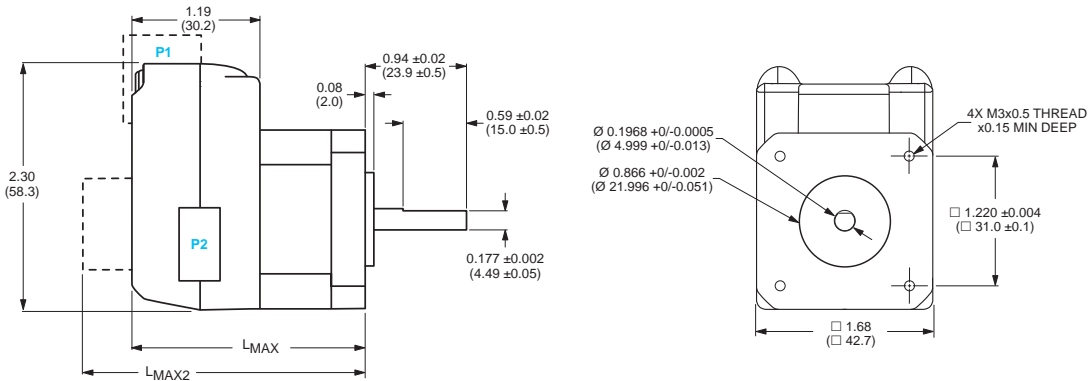 1.19
(30.2)
P1
0.94 ±0.02
(23.9 ±0.5)
0.08
(2.0)
0.59 ±0.02
(15.0 ±0.5)
2.30
(58.3)
P2
0.177 ±0.002
(4.49 ±0.05)
LMAX
LMAX2
4X M3x0.5 THREAD
x0.15 MIN DEEP
Ø 0.1968 +0/-0.0005
(Ø 4.999 +0/-0.013)
Ø 0.866 +0/-0.002
(Ø 21.996 +0/-0.051)
□ 1.220 ±0.004
(□ 31.0 ±0.1)
□ 1.68
(□ 42.7)